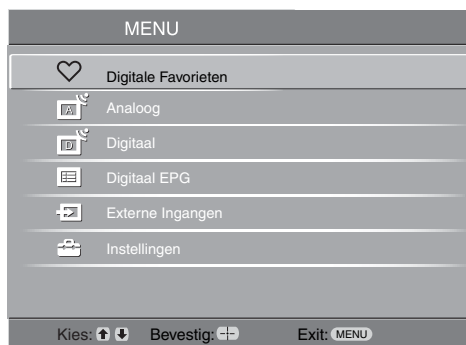 MENU
Digitale Favorieten
A Analoog
D Digitaal
Digitaal EPG
Externe Ingangen
Instellingen
Kies: Bevestig: Exit: MENU